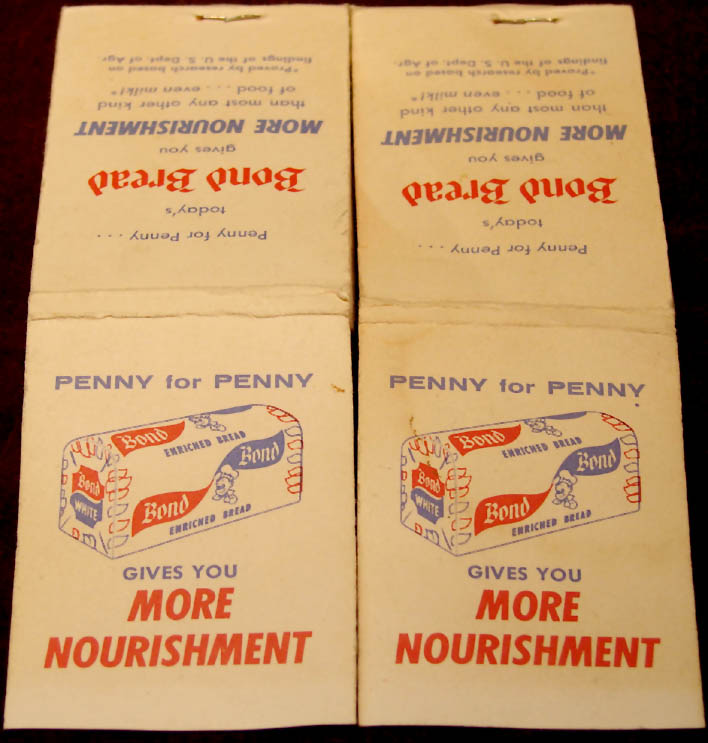 Penny for Penny ...
today's
Bond Bread
gives you
MORE NOURISHMENT
than most any other kind
of food ... even milk!*
*Proved by research based on
findings of the U.S. Dept. of Agr.
PENNY for PENNY
Bond
ENRICHED BREAD
Bond
Bond
WHITE
Bond
ENRICHED BREAD
GIVES YOU
MORE
NOURISHMENT
Penny for Penny ...
today's
Bond Bread
gives you
MORE NOURISHMENT
than most any other kind
of food ... even milk!*
*Proved by research based on
findings of the U.S. Dept. of Agr.
PENNY for PENNY
Bond
ENRICHED BREAD
Bond
Bond
WHITE
Bond
ENRICHED BREAD
GIVES YOU
MORE
NOURISHMENT